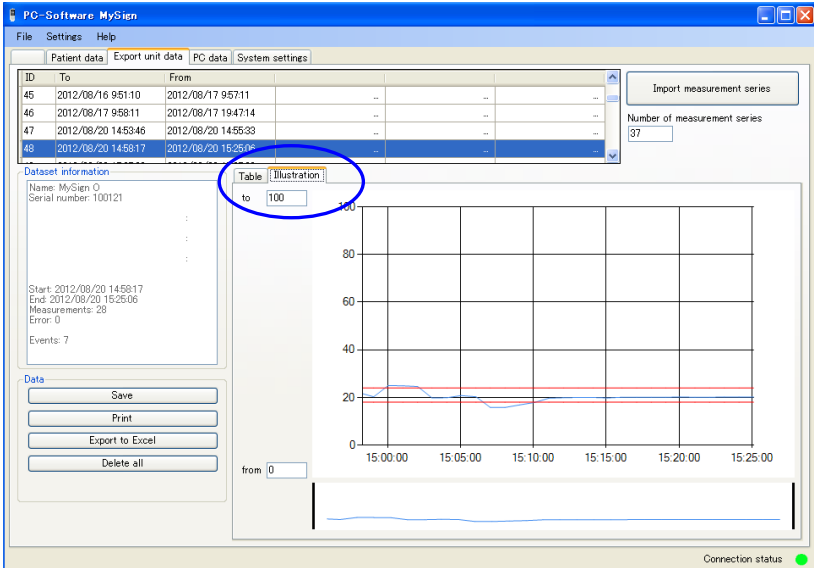 PC-Software MySign
File Settings Help
Patient data Export unit data PC data System settings
ID To From
45 2012/08/16 9:51:10 2012/08/17 9:57:11 ... ... ...
46 2012/08/17 9:58:11 2012/08/17 19:47:14 ... ... ...
47 2012/08/20 14:53:46 2012/08/20 14:55:33 ... ... ...
48 2012/08/20 14:58:17 2012/08/20 15:25:06 ... ... ...
Import measurement series
Number of measurement series
37
Dataset information
Name: MySign O
Serial number: 100121
:
:
:
Start: 2012/08/20 14:58:17
End: 2012/08/20 15:25:06
Measurements: 28
Error: 0
Events: 7
Data
Save
Print
Export to Excel
Delete all
Table Illustration
to 100
100
80
60
40
20
0
15:00:00 15:05:00 15:10:00 15:15:00 15:20:00 15:25:00
from 0
Connection status